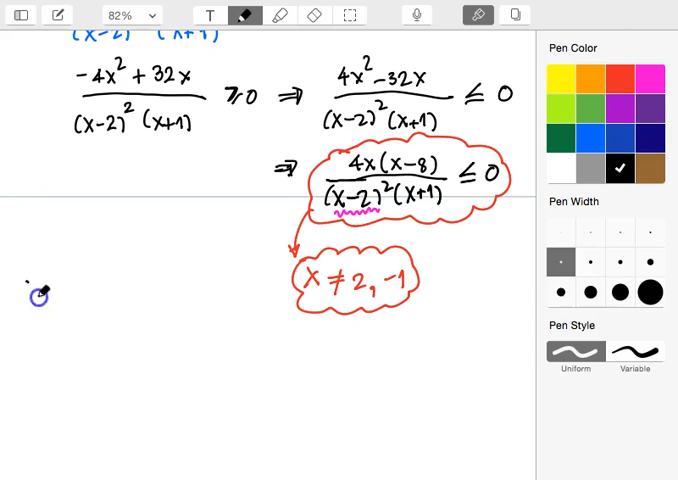 82%
T
(x-2)² (x+1)
(-4x² + 32x)/((x-2)² (x+1)) ≥ 0 ⇒ (4x² - 32x)/((x-2)² (x+1)) ≤ 0
⇒ (4x(x-8))/((x-2)² (x+1)) ≤ 0
x ≠ 2, -1
Pen Color
Pen Width
Pen Style
Uniform Variable